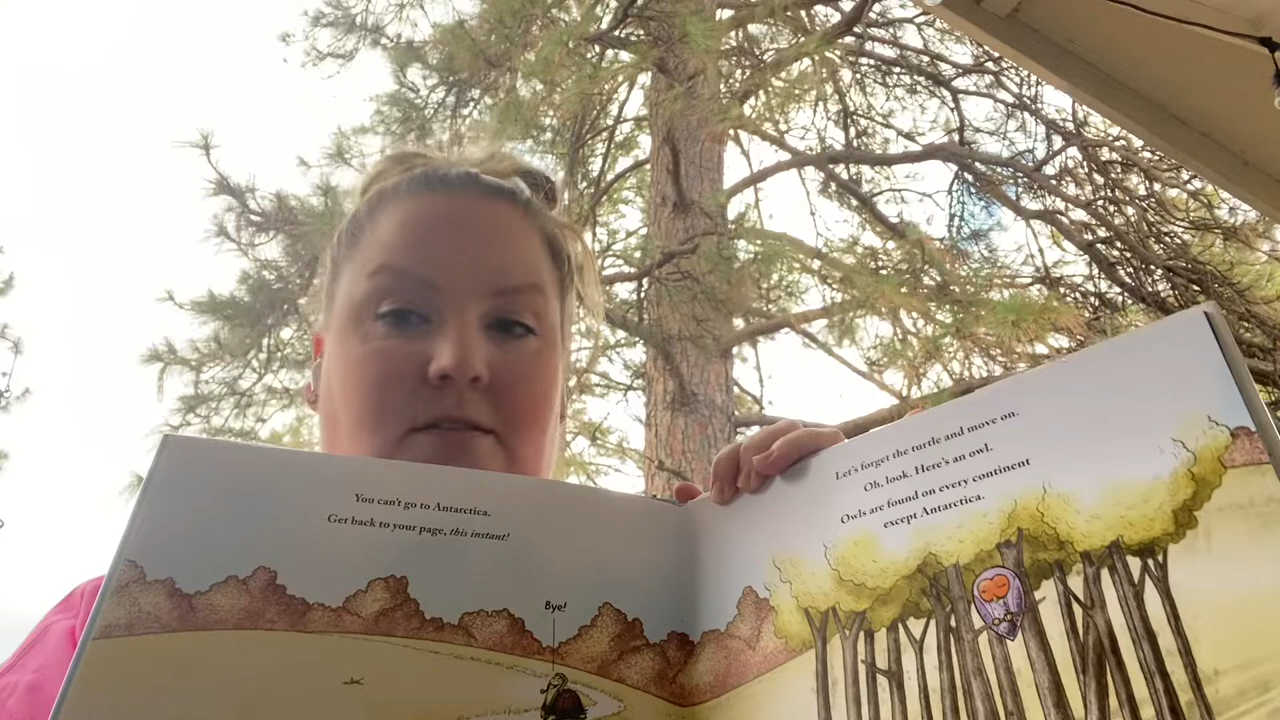 You can't go to Antarctica.
Get back to your page, this instant!
Bye!
Let's forget the turtle and move on.
Oh, look. Here's an owl.
Owls are found on every continent
except Antarctica.